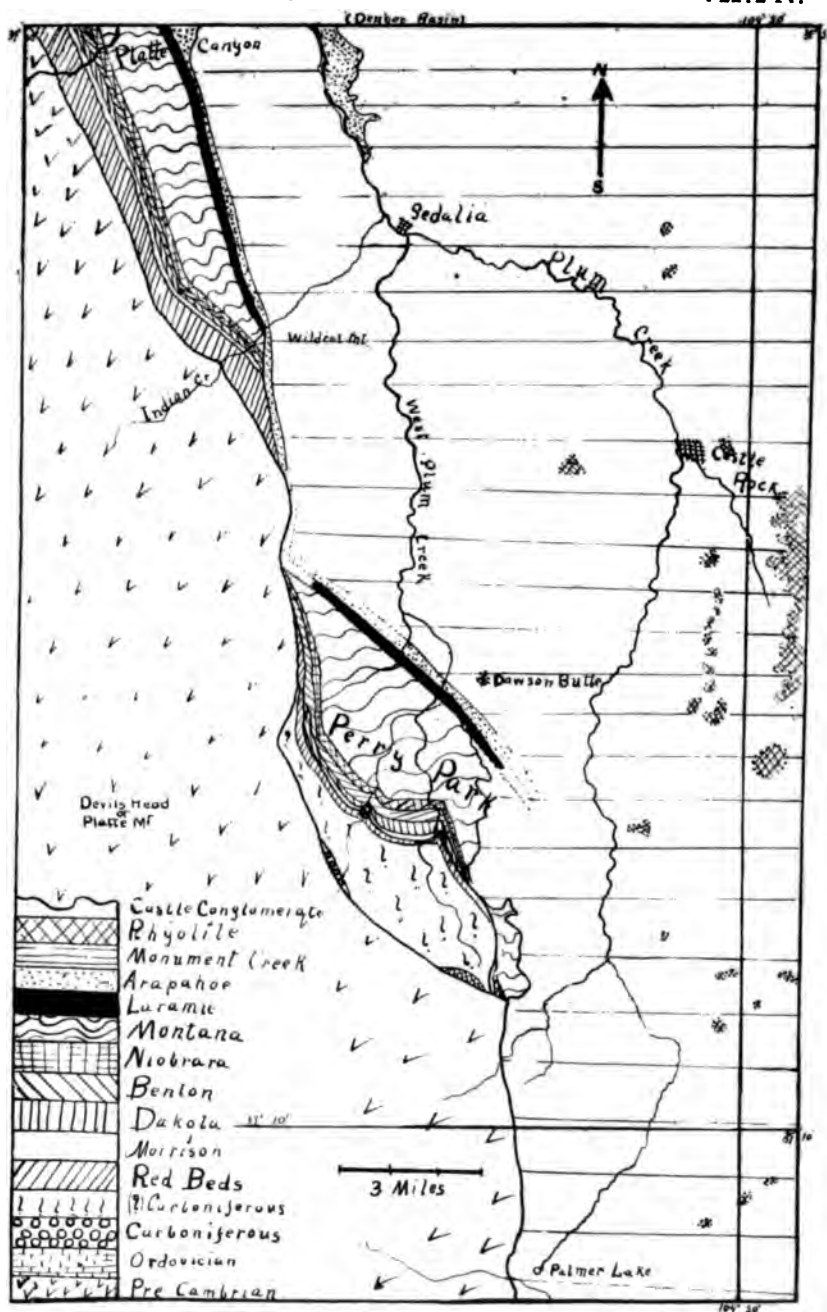 (Denver Basin)
Platte
Canyon
N
S
Sedalia
Plum
Creek
Wildcat Mt.
Indian Cr.
West Plum Creek
Castle
Rock
Dawson Butte
Perry
Park
Devils Head
or
Platte Mt
Castle Conglomerate
Rhyolite
Monument Creek
Arapahoe
Laramie
Montana
Niobrara
Benton
Dakota
Morrison
Red Beds
(?) Carboniferous
Carboniferous
Ordovician
Pre Cambrian
3 Miles
Palmer Lake
104° 50'